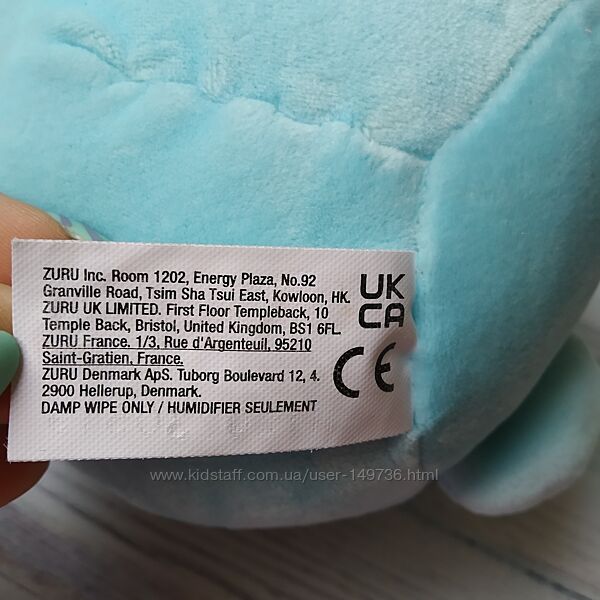 ZURU Inc. Room 1202, Energy Plaza, No.92
Granville Road, Tsim Sha Tsui East, Kowloon, HK.
ZURU UK LIMITED. First Floor Templeback, 10
Temple Back, Bristol, United Kingdom, BS1 6FL.
ZURU France. 1/3, Rue d'Argenteuil, 95210
Saint-Gratien, France.
ZURU Denmark ApS. Tuborg Boulevard 12, 4.
2900 Hellerup, Denmark.
DAMP WIPE ONLY / HUMIDIFIER SEULEMENT
UK
CA
CE
www.kidstaff.com.ua/user-149736.html